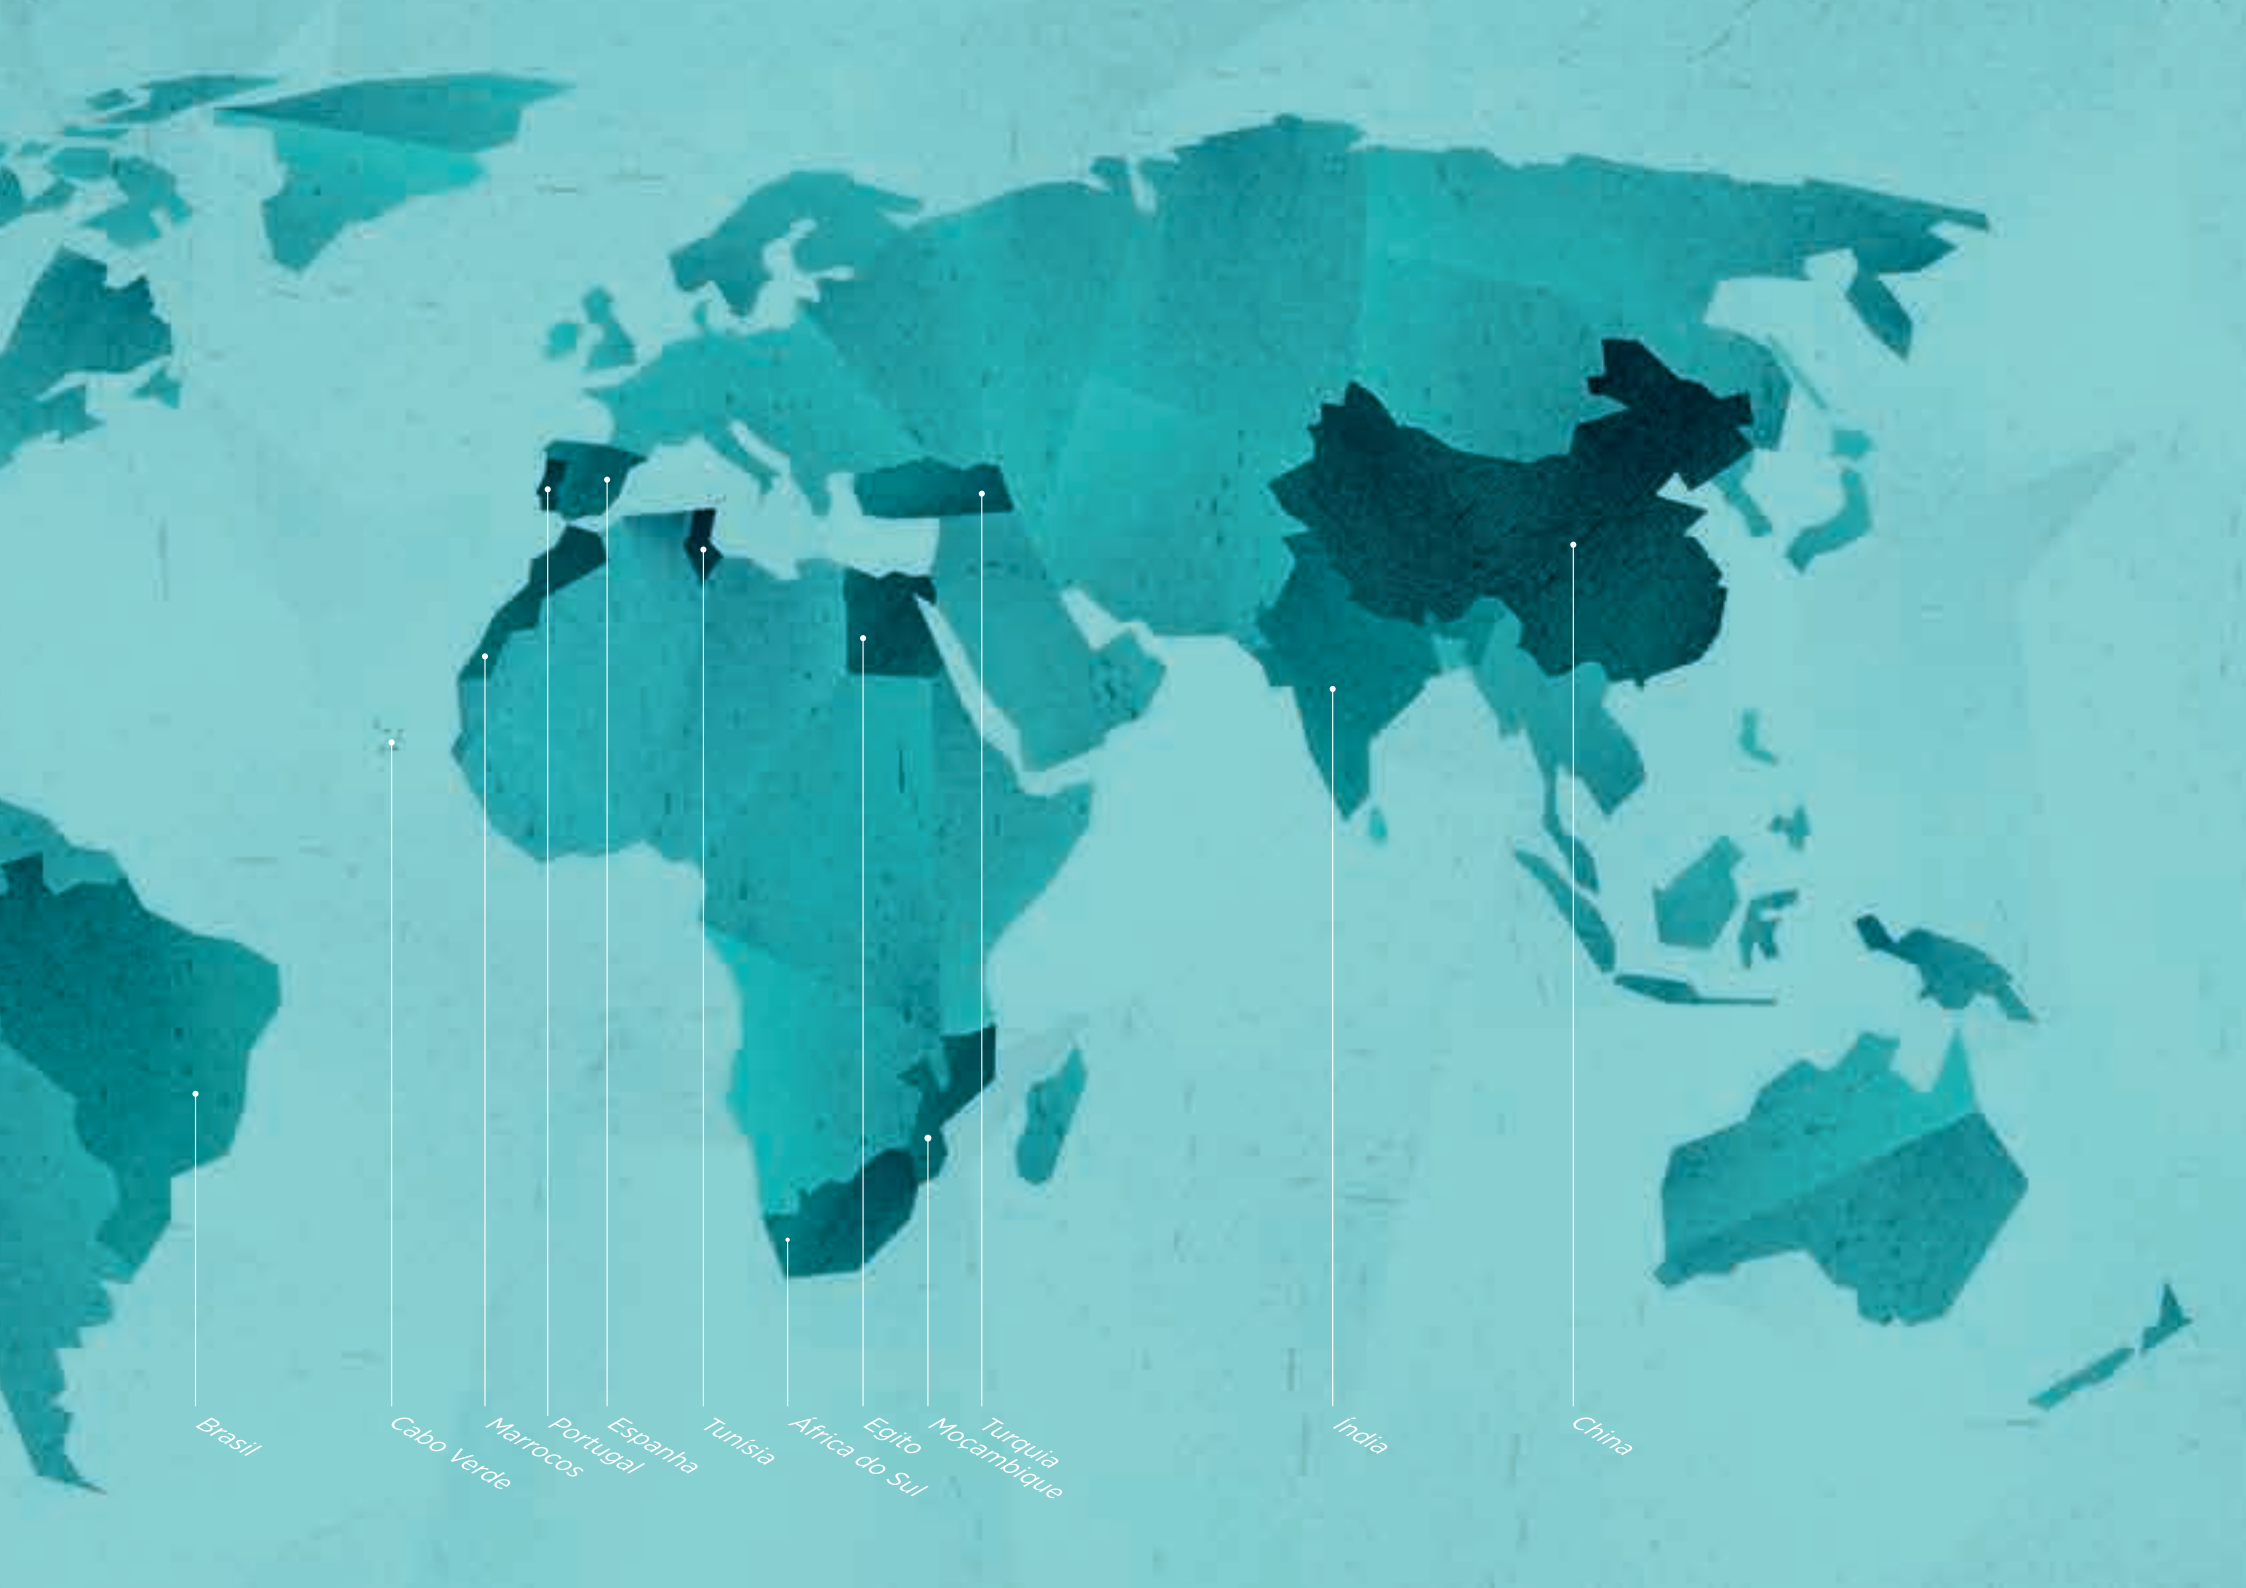 Brasil
Cabo Verde
Marrocos
Portugal
Espanha
Tunísia
África do Sul
Egito
Moçambique
Turquia
Índia
China